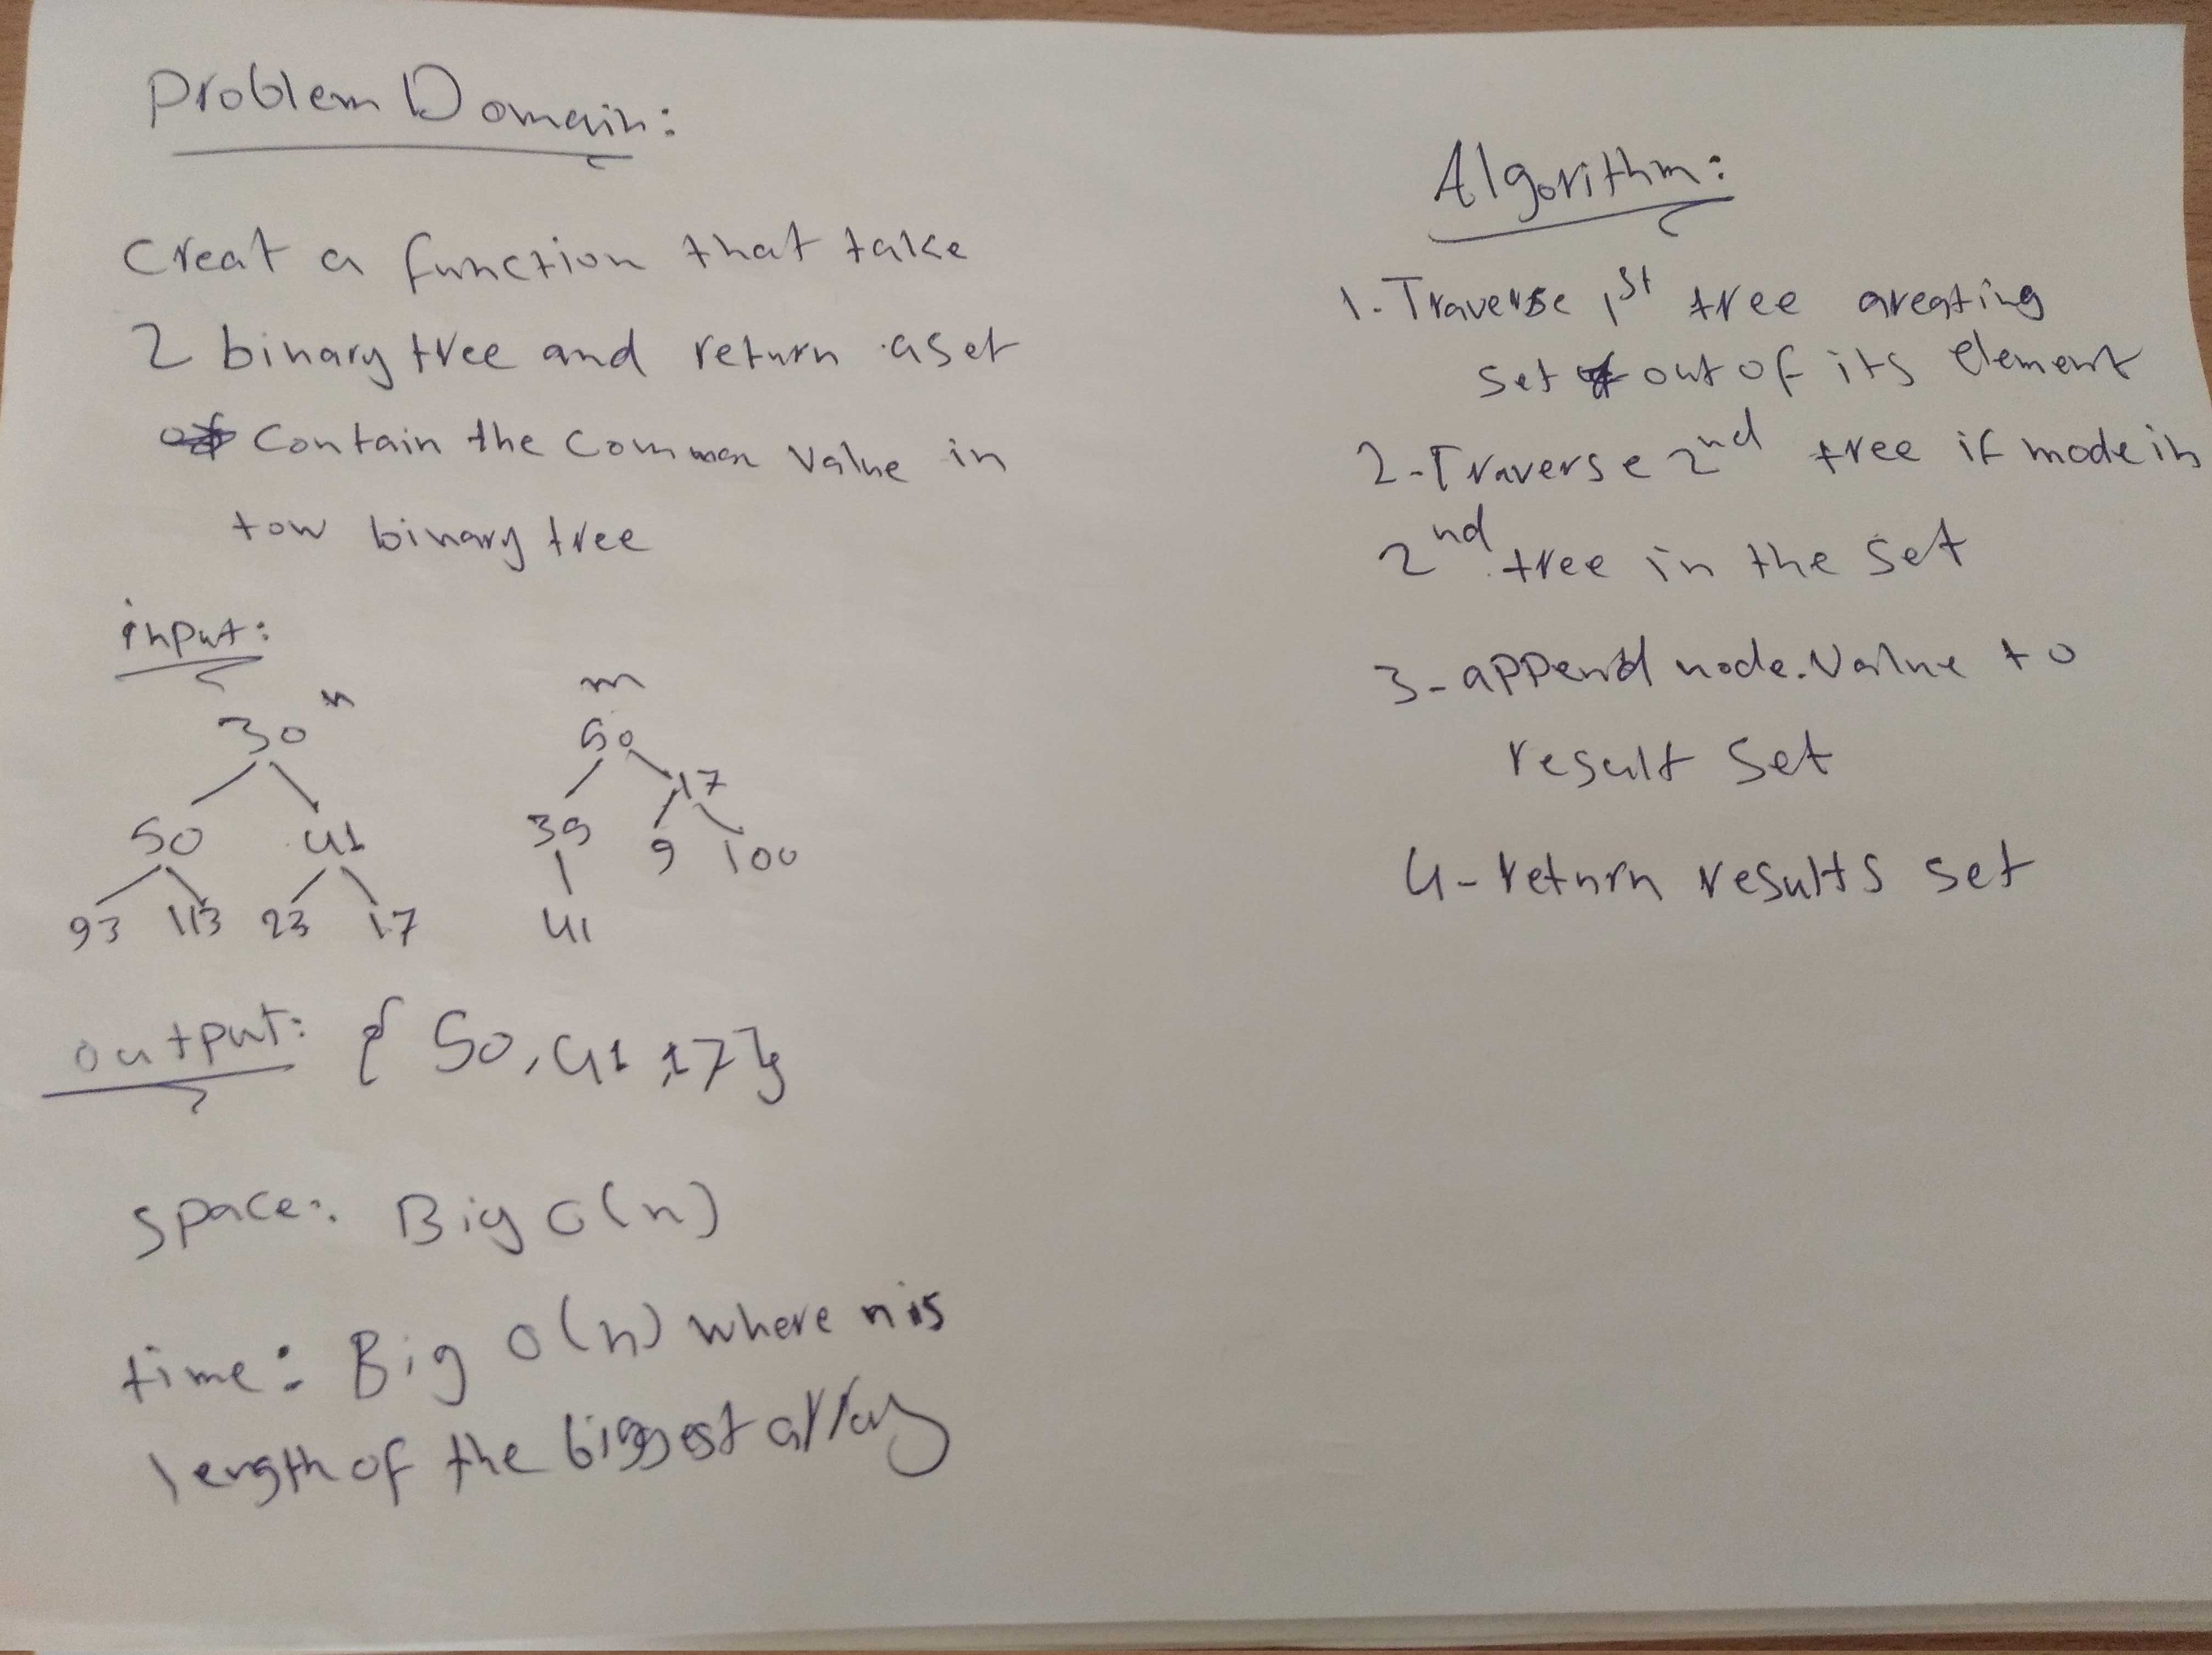 Problem Domain:
Creat a function that take
2 binary tree and return a set
contain the common value in
tow binary tree
input:
n
30
50 41
93 113 23 17
m
50
39 17
9 100
41
output: { 50, 41, 17}
space: Big O(n)
time: Big O(n) where n is
length of the biggest array
Algorithm:
1. Traverse 1st tree areating
set out of its element
2- Traverse 2nd tree if mode in
2nd tree in the set
3- append node.Value to
result set
4- return results set